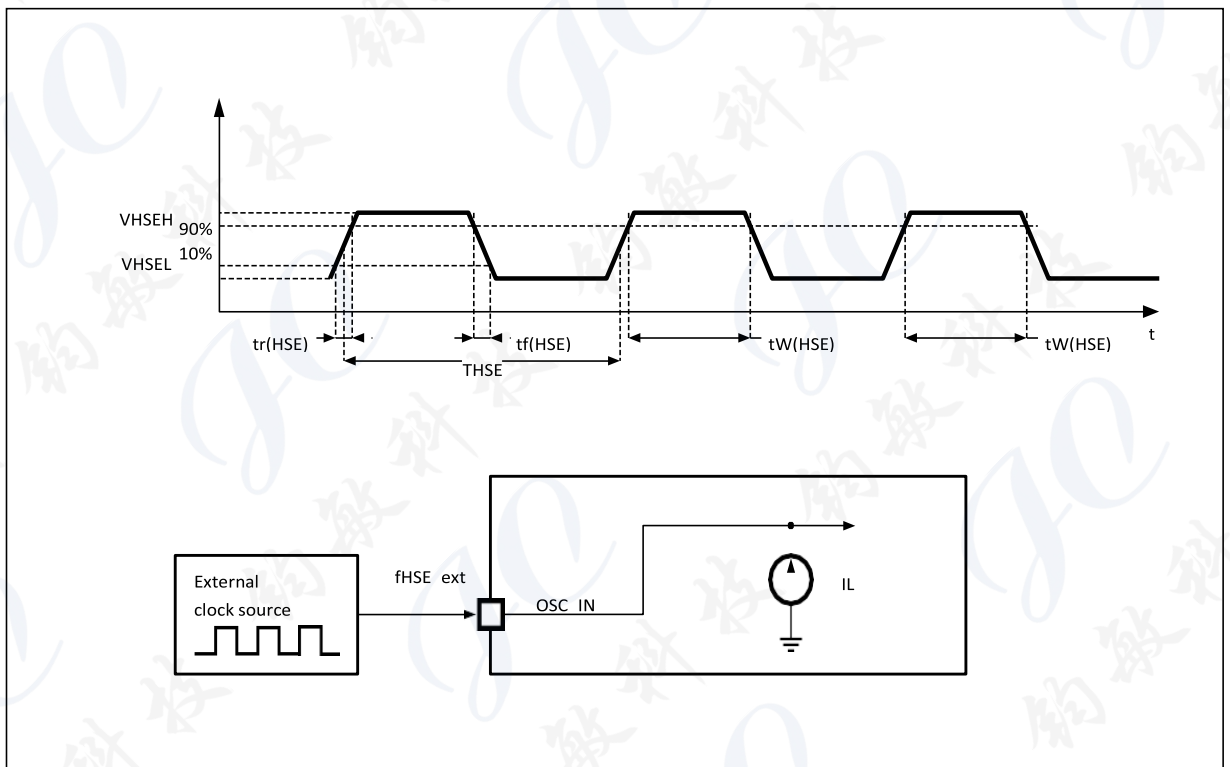 VHSEH
90%
10%
VHSEL
tr(HSE)
tf(HSE)
tW(HSE)
tW(HSE)
t
THSE
External
clock source
fHSE ext
OSC IN
IL